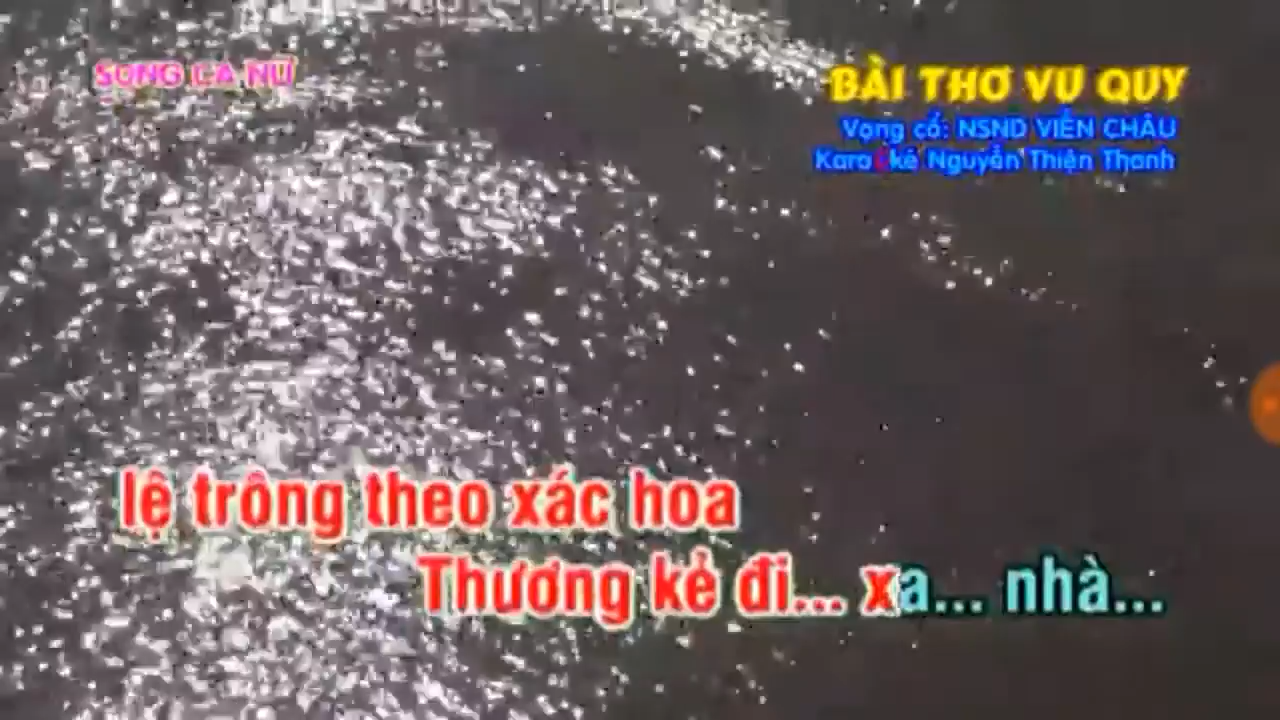 SONG CA NỮ
BÀI THƠ VU QUY
Vọng cổ: NSND VIỄN CHÂU
Karaokê Nguyễn Thiện Thanh
lệ trông theo xác hoa
Thương kẻ đi... xa... nhà...